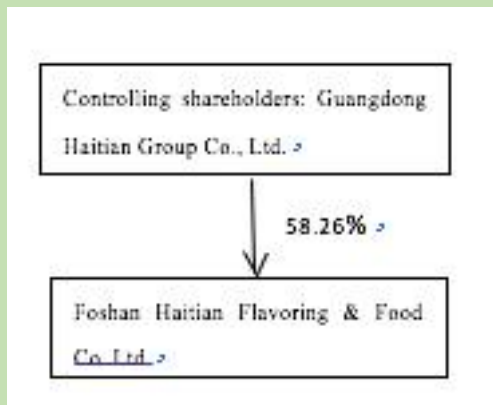 Controlling shareholders: Guangdong
Haitian Group Co., Ltd.
58.26%
Foshan Haitian Flavoring & Food
Co. Ltd.